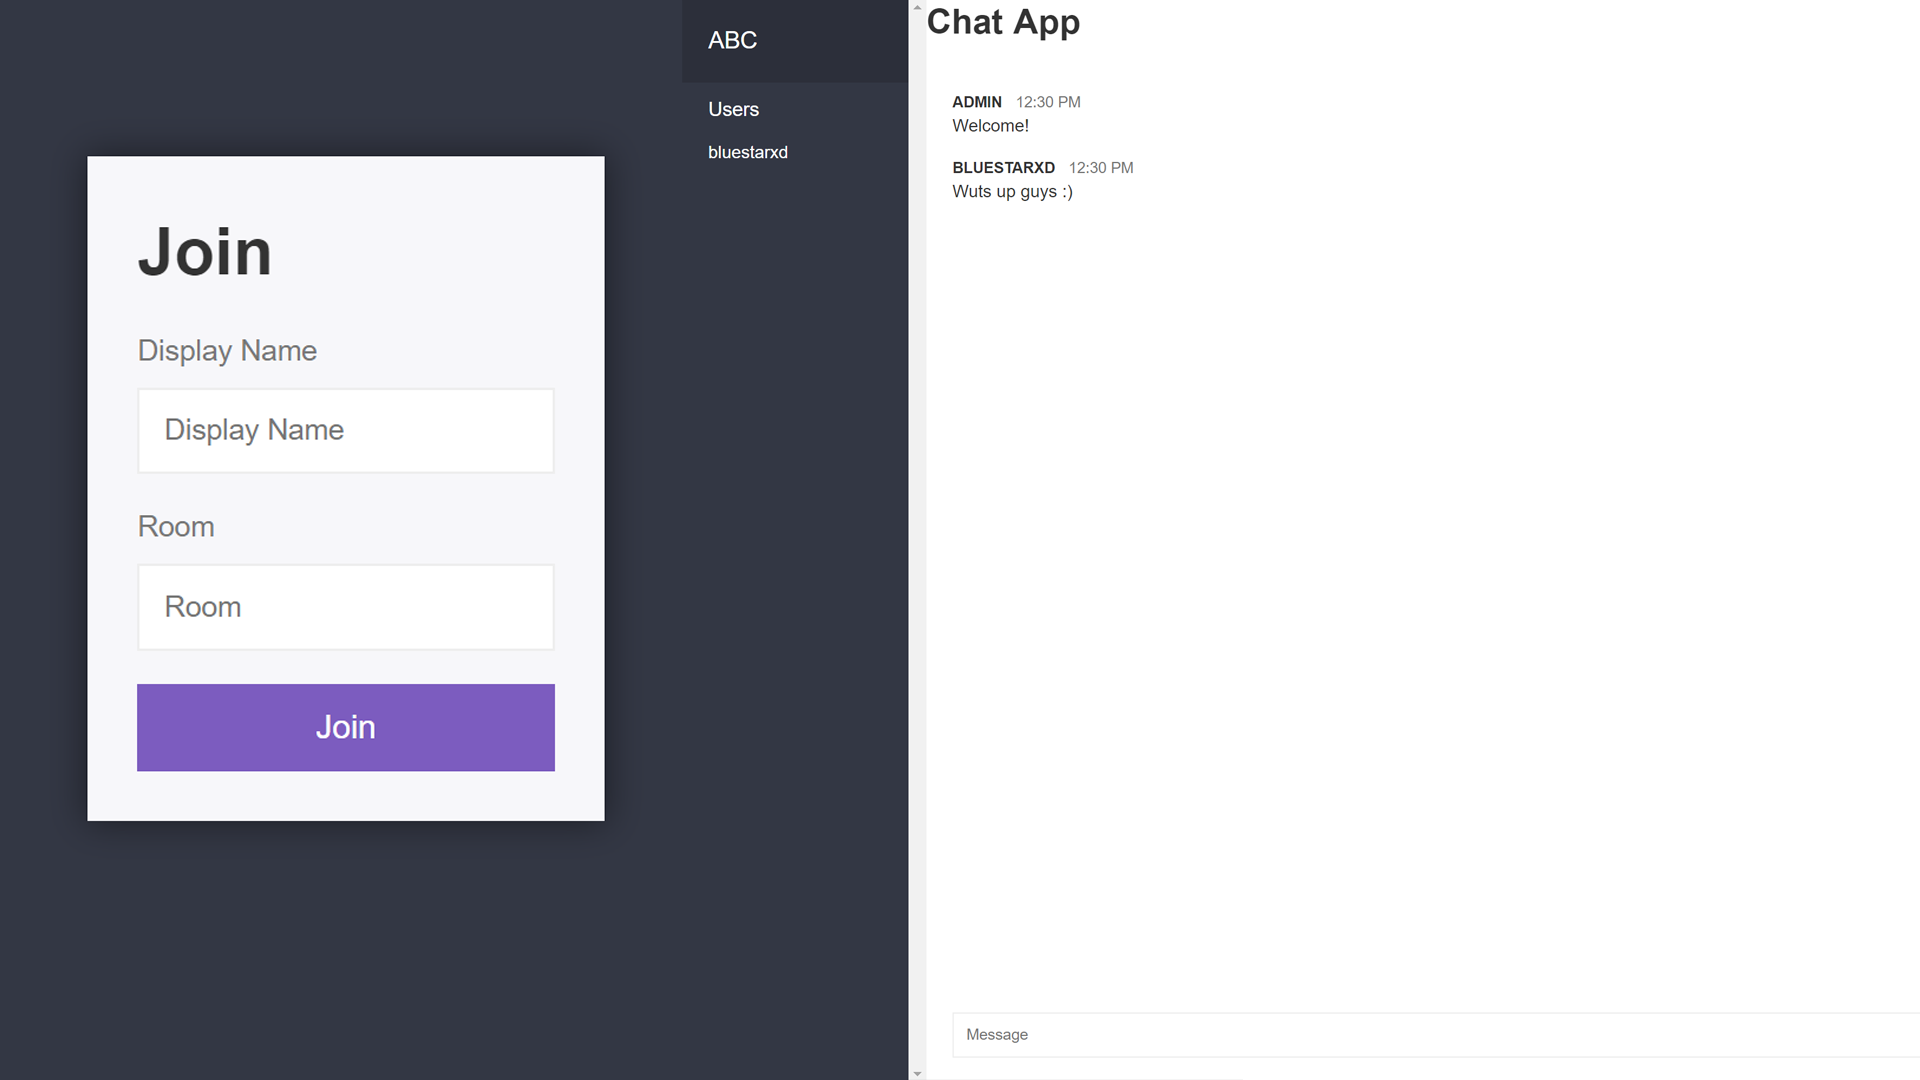 Join
Display Name
Display Name
Room
Room
Join
ABC
Users
bluestarxd
Chat App
ADMIN 12:30 PM
Welcome!
BLUESTARXD 12:30 PM
Wuts up guys :)
Message